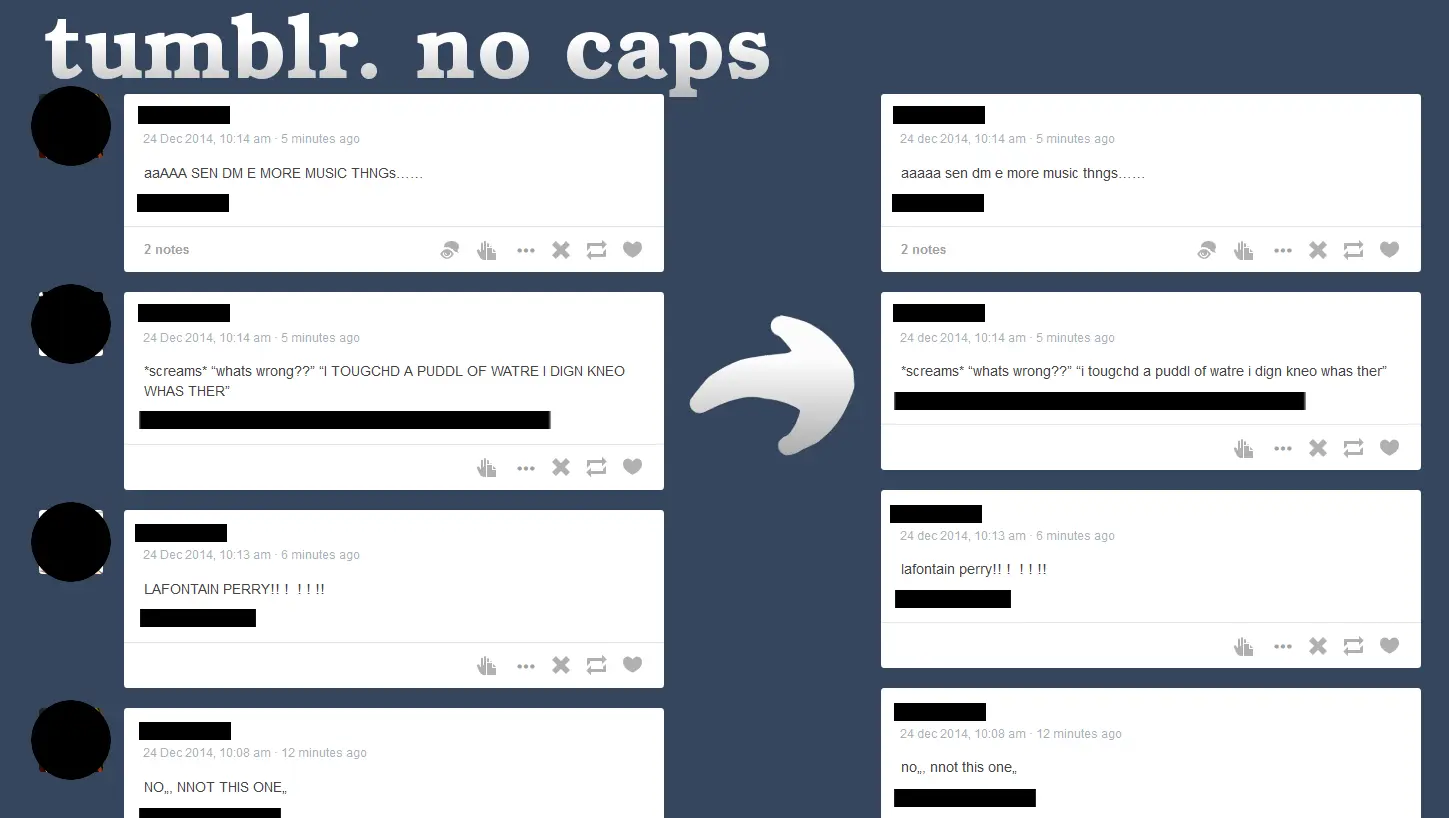 tumblr. no caps
24 Dec 2014, 10:14 am · 5 minutes ago
aaAAA SEN DM E MORE MUSIC THNGs……
2 notes
24 Dec 2014, 10:14 am · 5 minutes ago
*screams* “whats wrong??” “I TOUGCHD A PUDDL OF WATRE I DIGN KNEO
WHAS THER”
24 Dec 2014, 10:13 am · 6 minutes ago
LAFONTAIN PERRY!! ! ! ! !!
24 Dec 2014, 10:08 am · 12 minutes ago
NO„, NNOT THIS ONE„
24 dec 2014, 10:14 am · 5 minutes ago
aaaaa sen dm e more music thngs……
2 notes
24 dec 2014, 10:14 am · 5 minutes ago
*screams* “whats wrong??” “i tougchd a puddl of watre i dign kneo whas ther”
24 dec 2014, 10:13 am · 6 minutes ago
lafontain perry!! ! ! ! !!
24 dec 2014, 10:08 am · 12 minutes ago
no„, nnot this one„